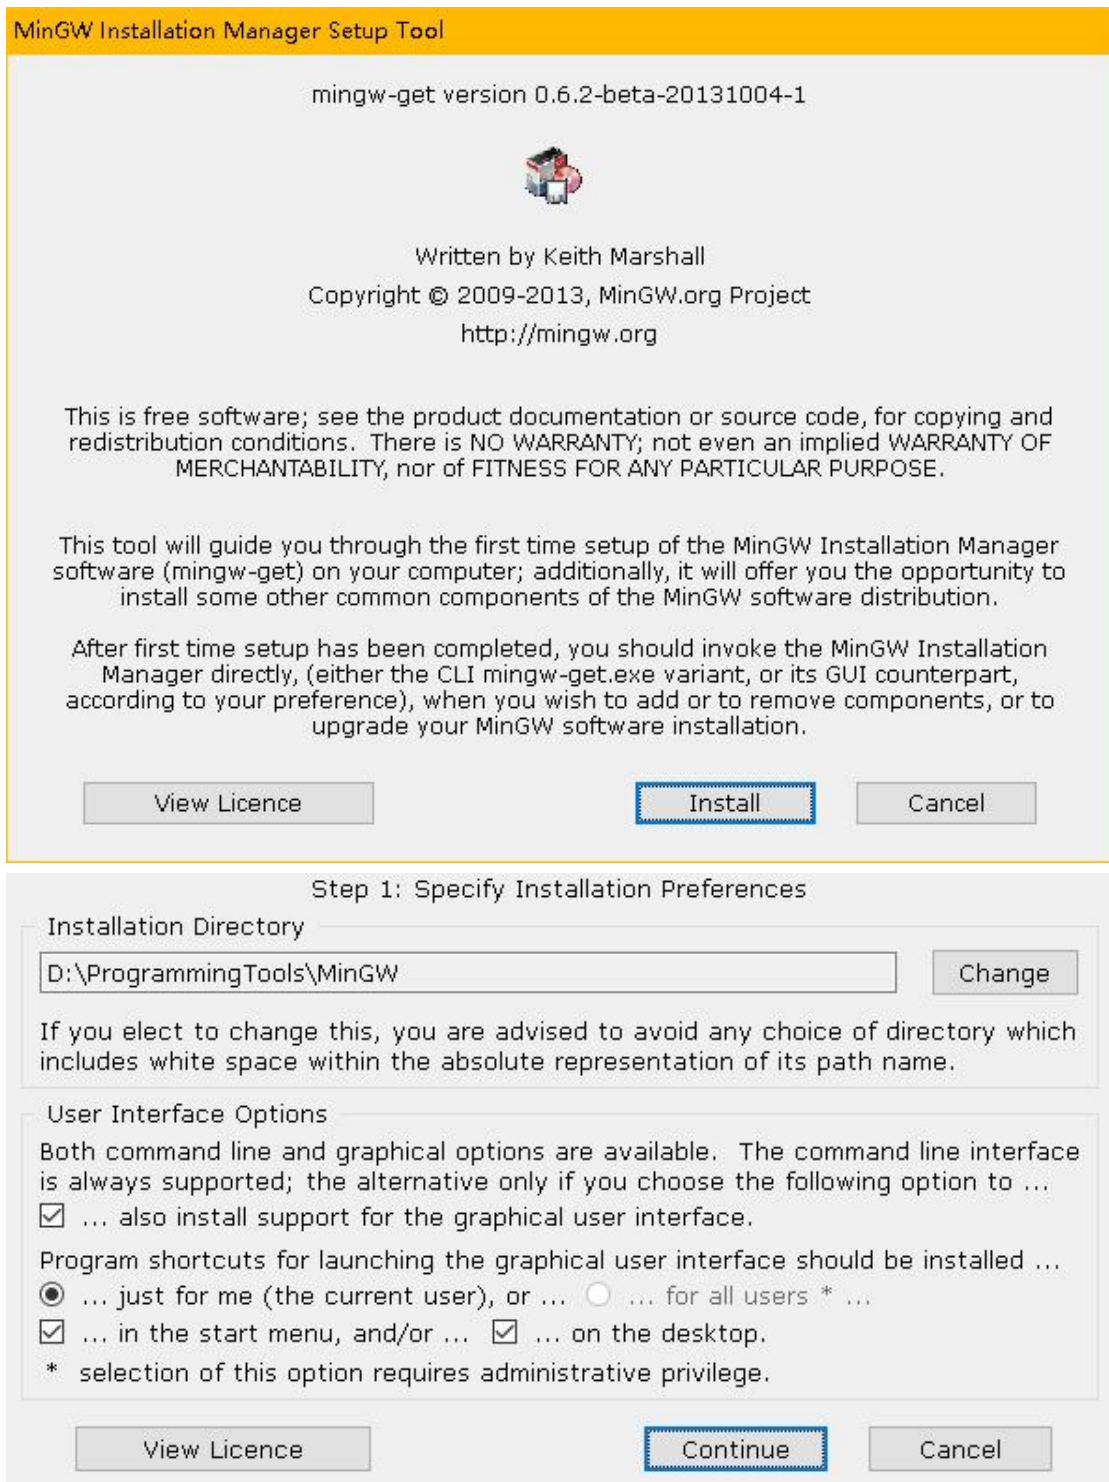 MinGW Installation Manager Setup Tool
mingw-get version 0.6.2-beta-20131004-1
Written by Keith Marshall
Copyright © 2009-2013, MinGW.org Project
http://mingw.org
This is free software; see the product documentation or source code, for copying and
redistribution conditions.  There is NO WARRANTY; not even an implied WARRANTY OF
MERCHANTABILITY, nor of FITNESS FOR ANY PARTICULAR PURPOSE.
This tool will guide you through the first time setup of the MinGW Installation Manager
software (mingw-get) on your computer; additionally, it will offer you the opportunity to
install some other common components of the MinGW software distribution.
After first time setup has been completed, you should invoke the MinGW Installation
Manager directly, (either the CLI mingw-get.exe variant, or its GUI counterpart,
according to your preference), when you wish to add or to remove components, or to
upgrade your MinGW software installation.
View Licence Install Cancel
Step 1: Specify Installation Preferences
Installation Directory
D:\ProgrammingTools\MinGW Change
If you elect to change this, you are advised to avoid any choice of directory which
includes white space within the absolute representation of its path name.
User Interface Options
Both command line and graphical options are available.  The command line interface
is always supported; the alternative only if you choose the following option to ...
... also install support for the graphical user interface.
Program shortcuts for launching the graphical user interface should be installed ...
... just for me (the current user), or ... ... for all users * ...
... in the start menu, and/or ... ... on the desktop.
* selection of this option requires administrative privilege.
View Licence Continue Cancel